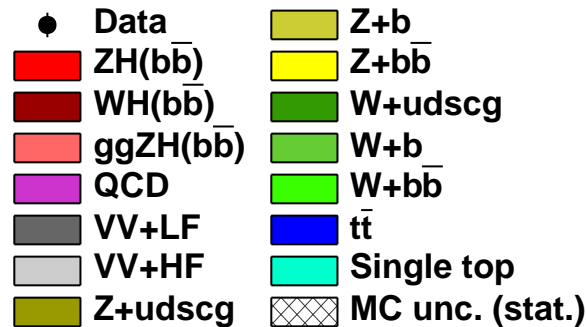 Data
ZH(bb̅)
WH(bb̅)
ggZH(bb̅)
QCD
VV+LF
VV+HF
Z+udscg
Z+b
Z+bb̅
W+udscg
W+b
W+bb̅
tt̅
Single top
MC unc. (stat.)